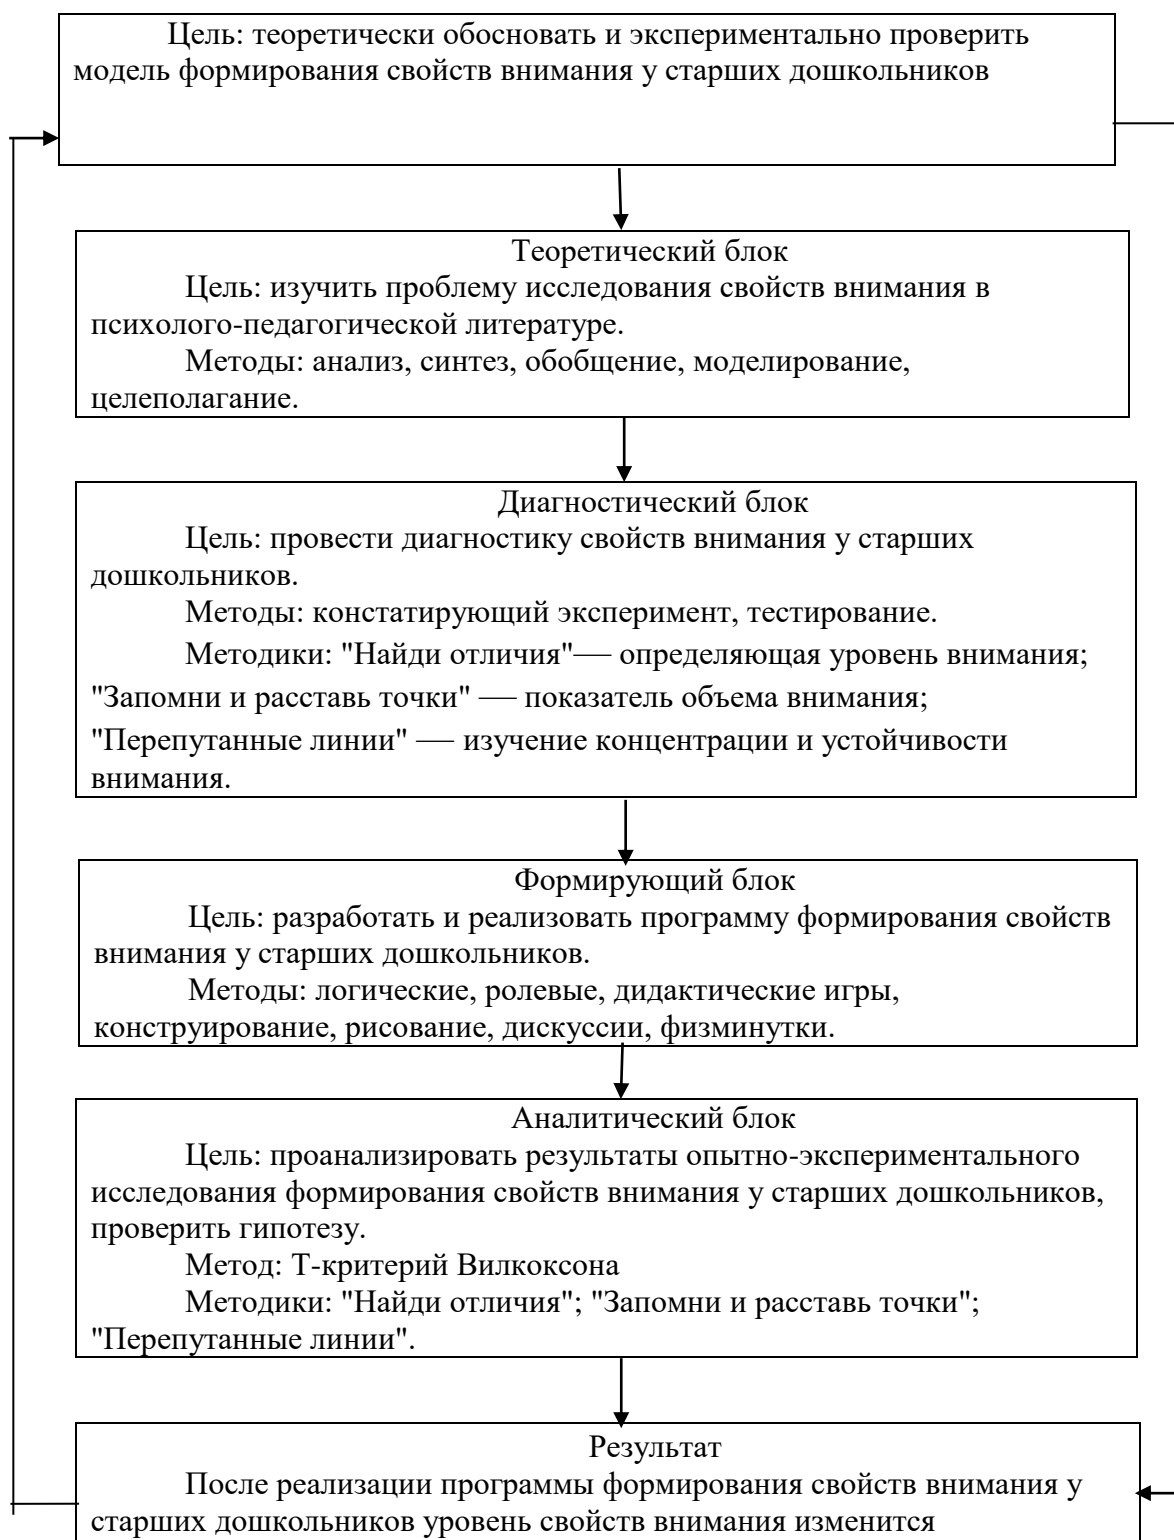 Цель: теоретически обосновать и экспериментально проверить
модель формирования свойств внимания у старших дошкольников
Теоретический блок
Цель: изучить проблему исследования свойств внимания в
психолого-педагогической литературе.
Методы: анализ, синтез, обобщение, моделирование,
целеполагание.
Диагностический блок
Цель: провести диагностику свойств внимания у старших
дошкольников.
Методы: констатирующий эксперимент, тестирование.
Методики: "Найди отличия"— определяющая уровень внимания;
"Запомни и расставь точки" — показатель объема внимания;
"Перепутанные линии" — изучение концентрации и устойчивости
внимания.
Формирующий блок
Цель: разработать и реализовать программу формирования свойств
внимания у старших дошкольников.
Методы: логические, ролевые, дидактические игры,
конструирование, рисование, дискуссии, физминутки.
Аналитический блок
Цель: проанализировать результаты опытно-экспериментального
исследования формирования свойств внимания у старших дошкольников,
проверить гипотезу.
Метод: Т-критерий Вилкоксона
Методики: "Найди отличия"; "Запомни и расставь точки";
"Перепутанные линии".
Результат
После реализации программы формирования свойств внимания у
старших дошкольников уровень свойств внимания изменится